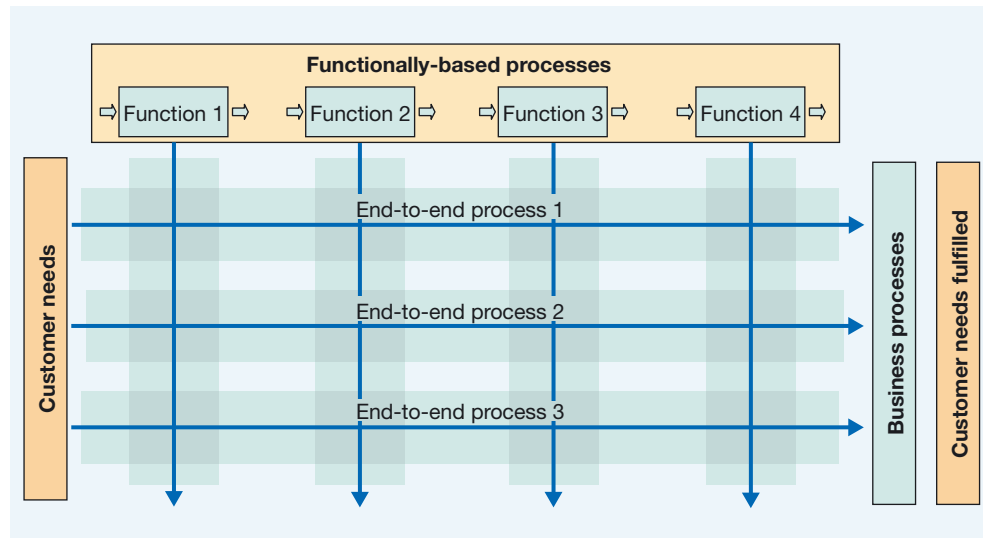 Functionally-based processes
Function 1
Function 2
Function 3
Function 4
Customer needs
End-to-end process 1
End-to-end process 2
End-to-end process 3
Business processes
Customer needs fulfilled